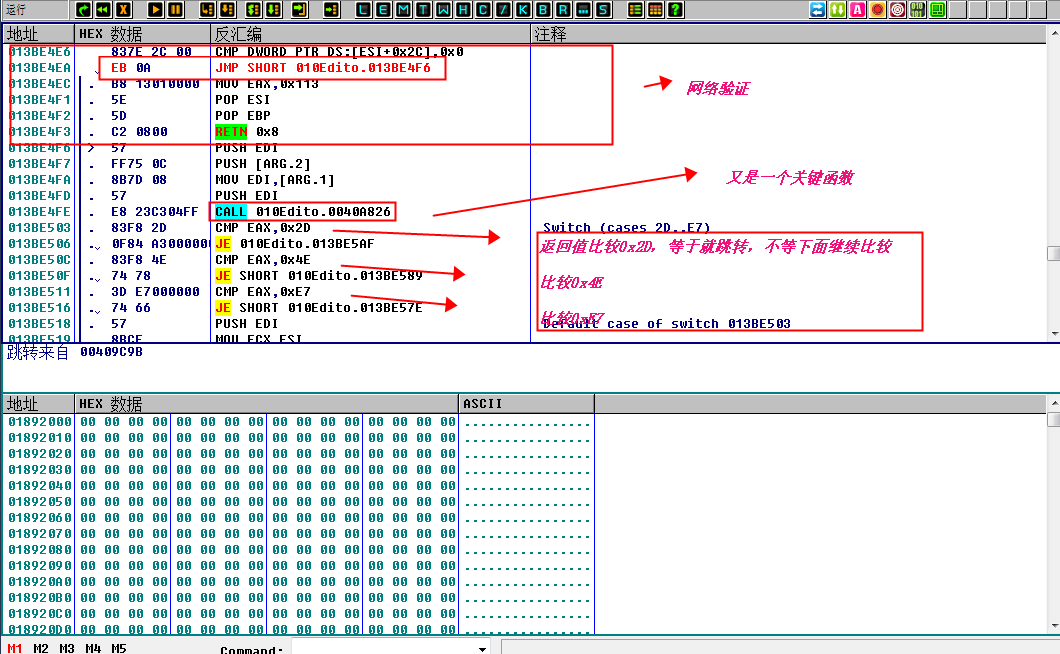 运行 L E M T W H C / K B R ... S ? A 010 101
地址 HEX 数据 反汇编 注释
013BE4E6 837E 2C 00 CMP DWORD PTR DS:[ESI+0x2C],0x0
013BE4EA EB 0A JMP SHORT 010Edito.013BE4F6
013BE4EC . B8 13010000 MOV EAX,0x113 网络验证
013BE4F1 . 5E POP ESI
013BE4F2 . 5D POP EBP
013BE4F3 . C2 0800 RETN 0x8
013BE4F6 > 57 PUSH EDI
013BE4F7 . FF75 0C PUSH [ARG.2]
013BE4FA . 8B7D 08 MOV EDI,[ARG.1] 又是一个关键函数
013BE4FD . 57 PUSH EDI
013BE4FE . E8 23C304FF CALL 010Edito.0040A826
013BE503 . 83F8 2D CMP EAX,0x2D Switch (cases 2D..E7)
013BE506 . 0F84 A3000000 JE 010Edito.013BE5AF 返回值比较0x2D，等于就跳转，不等下面继续比较
013BE50C . 83F8 4E CMP EAX,0x4E
013BE50F . 74 78 JE SHORT 010Edito.013BE589 比较0x4E
013BE511 . 3D E7000000 CMP EAX,0xE7
013BE516 . 74 66 JE SHORT 010Edito.013BE57E 比较0xE7
013BE518 . 57 PUSH EDI Default case of switch 013BE503
013BE519 . 8BCE MOV ECX,ESI
跳转来自 00409C9B
地址 HEX 数据 ASCII
01892000 00 00 00 00 00 00 00 00 00 00 00 00 00 00 00 00 ................
01892010 00 00 00 00 00 00 00 00 00 00 00 00 00 00 00 00 ................
01892020 00 00 00 00 00 00 00 00 00 00 00 00 00 00 00 00 ................
01892030 00 00 00 00 00 00 00 00 00 00 00 00 00 00 00 00 ................
01892040 00 00 00 00 00 00 00 00 00 00 00 00 00 00 00 00 ................
01892050 00 00 00 00 00 00 00 00 00 00 00 00 00 00 00 00 ................
01892060 00 00 00 00 00 00 00 00 00 00 00 00 00 00 00 00 ................
01892070 00 00 00 00 00 00 00 00 00 00 00 00 00 00 00 00 ................
01892080 00 00 00 00 00 00 00 00 00 00 00 00 00 00 00 00 ................
01892090 00 00 00 00 00 00 00 00 00 00 00 00 00 00 00 00 ................
018920A0 00 00 00 00 00 00 00 00 00 00 00 00 00 00 00 00 ................
018920B0 00 00 00 00 00 00 00 00 00 00 00 00 00 00 00 00 ................
018920C0 00 00 00 00 00 00 00 00 00 00 00 00 00 00 00 00 ................
018920D0 00 00 00 00 00 00 00 00 00 00 00 00 00 00 00 00 ................
M1 M2 M3 M4 M5 Command: